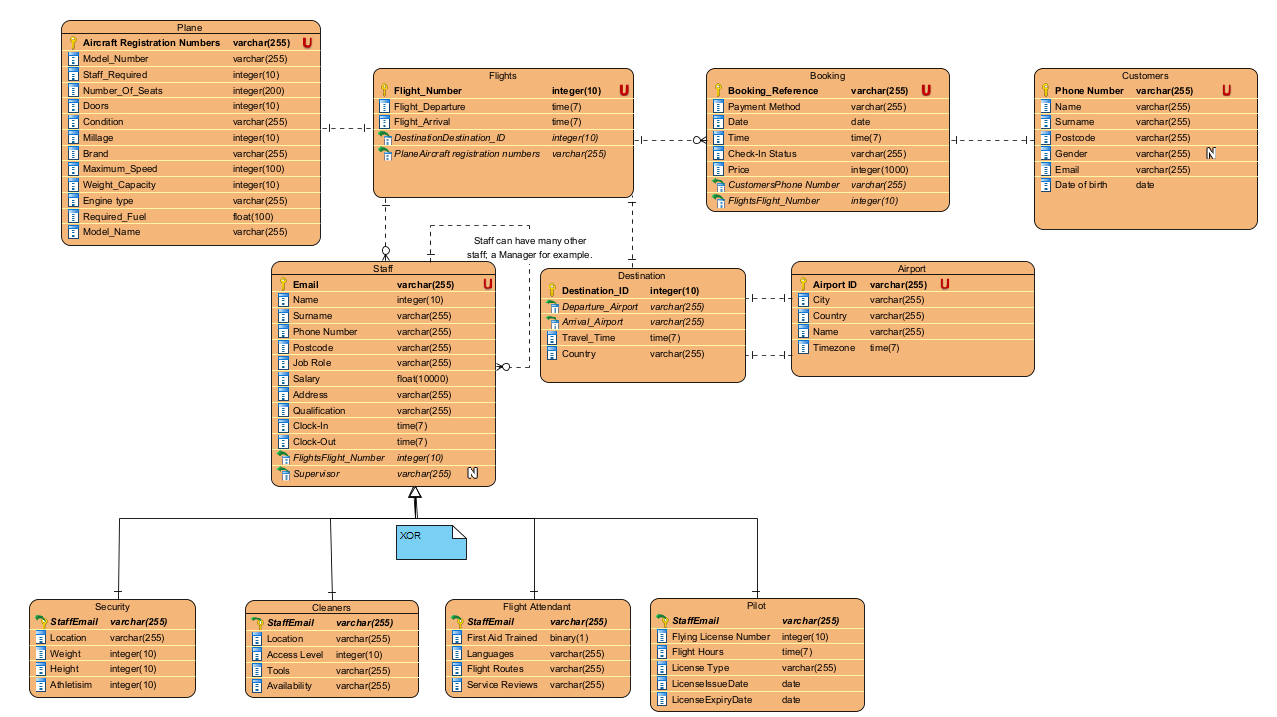 Plane
Aircraft Registration Numbers varchar(255) U
Model_Number varchar(255)
Staff_Required integer(10)
Number_Of_Seats integer(200)
Doors integer(10)
Condition varchar(255)
Millage integer(10)
Brand varchar(255)
Maximum_Speed integer(100)
Weight_Capacity integer(10)
Engine type varchar(255)
Required_Fuel float(100)
Model_Name varchar(255)
Flights
Flight_Number integer(10) U
Flight_Departure time(7)
Flight_Arrival time(7)
DestinationDestination_ID integer(10)
PlaneAircraft registration numbers varchar(255)
Booking
Booking_Reference varchar(255) U
Payment Method varchar(255)
Date date
Time time(7)
Check-In Status varchar(255)
Price integer(1000)
CustomersPhone Number varchar(255)
FlightsFlight_Number integer(10)
Customers
Phone Number varchar(255) U
Name varchar(255)
Surname varchar(255)
Postcode varchar(255)
Gender varchar(255) N
Email varchar(255)
Date of birth date
Staff can have many other
staff; a Manager for example.
Staff
Email varchar(255) U
Name integer(10)
Surname varchar(255)
Phone Number varchar(255)
Postcode varchar(255)
Job Role varchar(255)
Salary float(10000)
Address varchar(255)
Qualification varchar(255)
Clock-In time(7)
Clock-Out time(7)
FlightsFlight_Number integer(10)
Supervisor varchar(255) N
Destination
Destination_ID integer(10)
Departure_Airport varchar(255)
Arrival_Airport varchar(255)
Travel_Time time(7)
Country varchar(255)
Airport
Airport ID varchar(255) U
City varchar(255)
Country varchar(255)
Name varchar(255)
Timezone time(7)
XOR
Security
StaffEmail varchar(255)
Location varchar(255)
Weight integer(10)
Height integer(10)
Athletisim integer(10)
Cleaners
StaffEmail varchar(255)
Location varchar(255)
Access Level integer(10)
Tools varchar(255)
Availability varchar(255)
Flight Attendant
StaffEmail varchar(255)
First Aid Trained binary(1)
Languages varchar(255)
Flight Routes varchar(255)
Service Reviews varchar(255)
Pilot
StaffEmail varchar(255)
Flying License Number integer(10)
Flight Hours time(7)
License Type varchar(255)
LicenseIssueDate date
LicenseExpiryDate date